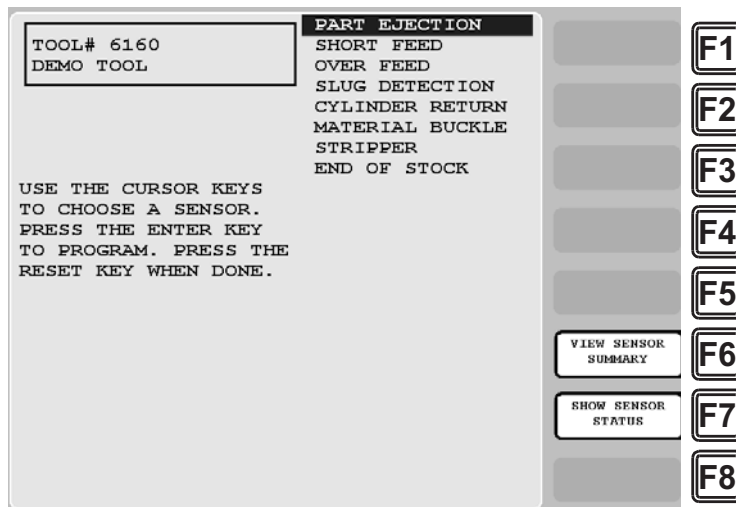 TOOL# 6160
DEMO TOOL
PART EJECTION
SHORT FEED
OVER FEED
SLUG DETECTION
CYLINDER RETURN
MATERIAL BUCKLE
STRIPPER
END OF STOCK
USE THE CURSOR KEYS
TO CHOOSE A SENSOR.
PRESS THE ENTER KEY
TO PROGRAM. PRESS THE
RESET KEY WHEN DONE.
VIEW SENSOR
SUMMARY
SHOW SENSOR
STATUS
F1
F2
F3
F4
F5
F6
F7
F8